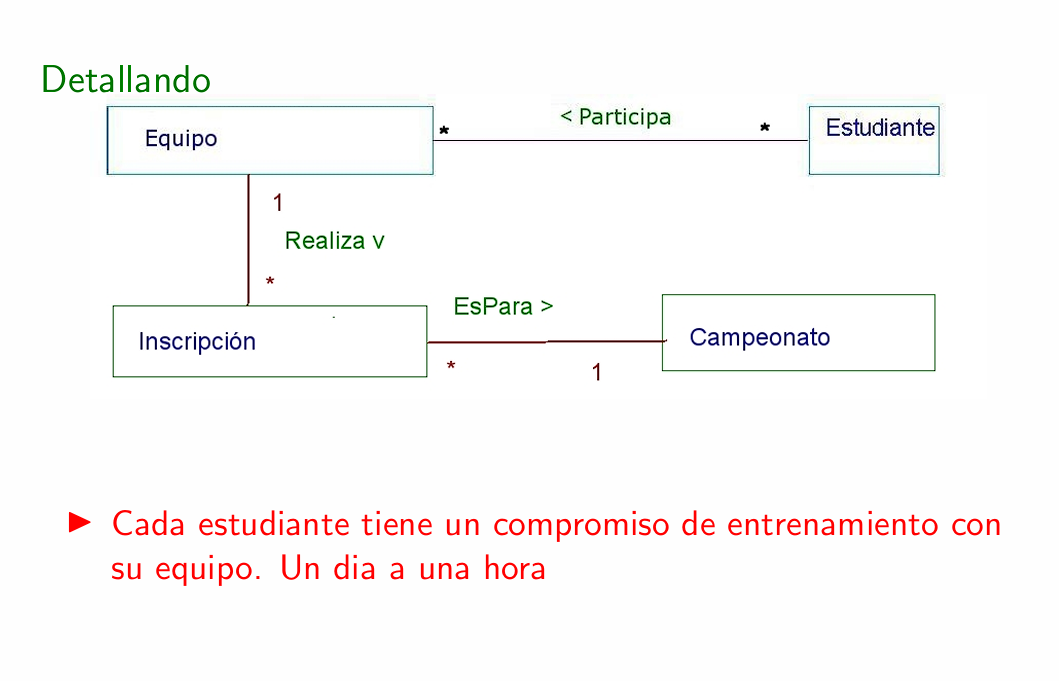 Detallando
Equipo
*
< Participa
*
Estudiante
1
Realiza v
*
EsPara >
Inscripción
Campeonato
*
1
Cada estudiante tiene un compromiso de entrenamiento con
su equipo. Un dia a una hora